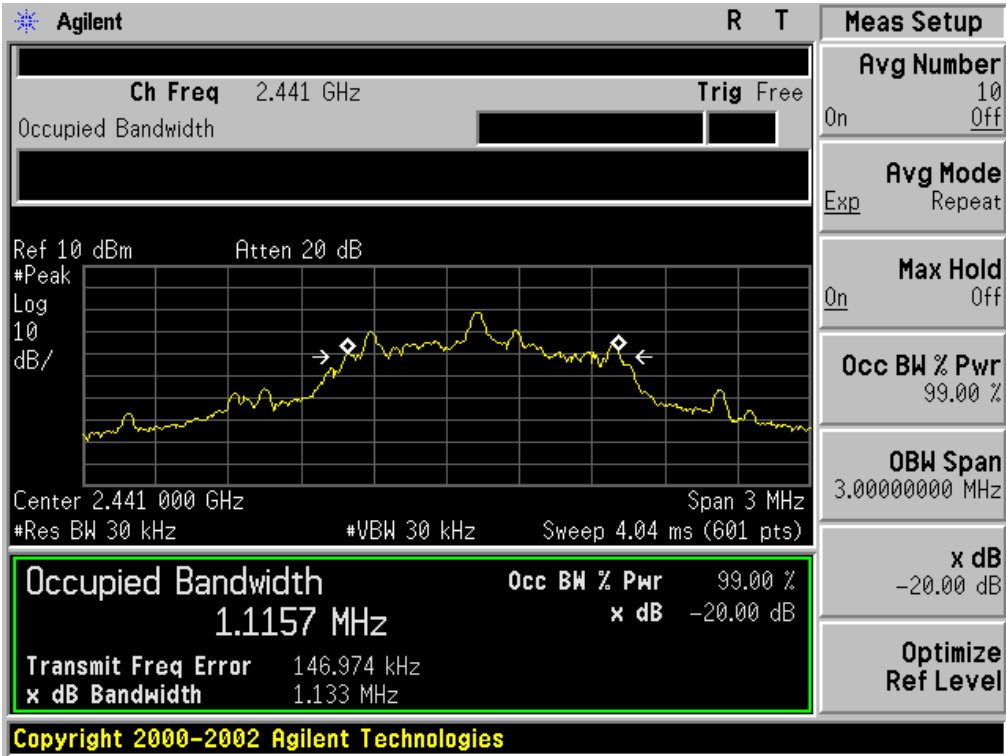 Agilent R T
Ch Freq 2.441 GHz Trig Free
Occupied Bandwidth
Ref 10 dBm Atten 20 dB
#Peak
Log
10
dB/
Center 2.441 000 GHz Span 3 MHz
#Res BW 30 kHz #VBW 30 kHz Sweep 4.04 ms (601 pts)
Occupied Bandwidth
1.1157 MHz
Occ BW % Pwr 99.00 %
x dB -20.00 dB
Transmit Freq Error 146.974 kHz
x dB Bandwidth 1.133 MHz
Copyright 2000-2002 Agilent Technologies
Meas Setup
Avg Number
10
On Off
Avg Mode
Exp Repeat
Max Hold
On Off
Occ BW % Pwr
99.00 %
OBW Span
3.00000000 MHz
x dB
-20.00 dB
Optimize
Ref Level